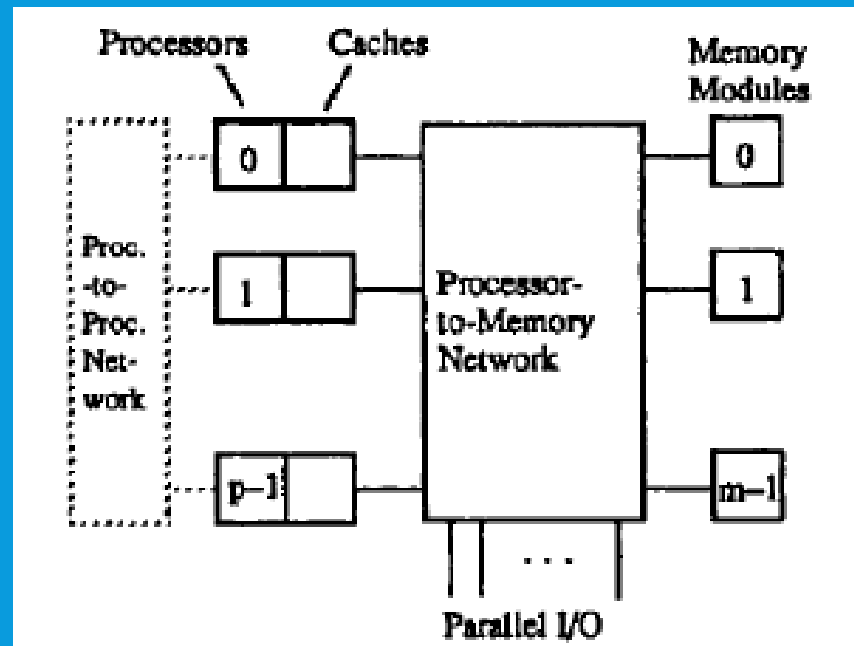 Processors
Caches
Memory
Modules
0
0
Proc.
-to-
Proc.
Net-
work
1
Processor-
to-Memory
Network
1
p–1
m–1
. . .
Parallel I/O